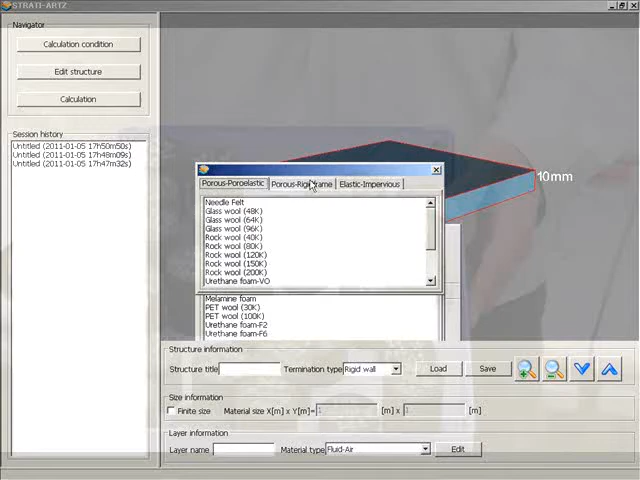 STRATI-ARTZ
Navigator
Calculation condition
Edit structure
Calculation
Session history
Untitled (2011-01-05 17h50m50s)
Untitled (2011-01-05 17h48m09s)
Untitled (2011-01-05 17h47m32s)
10mm
Porous-Poroelastic
Porous-Rigid frame
Elastic-Impervious
Needle Felt
Glass wool (48K)
Glass wool (64K)
Glass wool (96K)
Rock wool (40K)
Rock wool (80K)
Rock wool (120K)
Rock wool (150K)
Rock wool (200K)
Urethane foam-VO
Melamine foam
PET wool (30K)
PET wool (100K)
Urethane foam-F2
Urethane foam-F6
Structure information
Structure title
Termination type
Rigid wall
Load
Save
Size information
Finite size
Material size X[m] x Y[m]=
1
[m] x
1
[m]
Layer information
Layer name
Material type
Fluid-Air
Edit